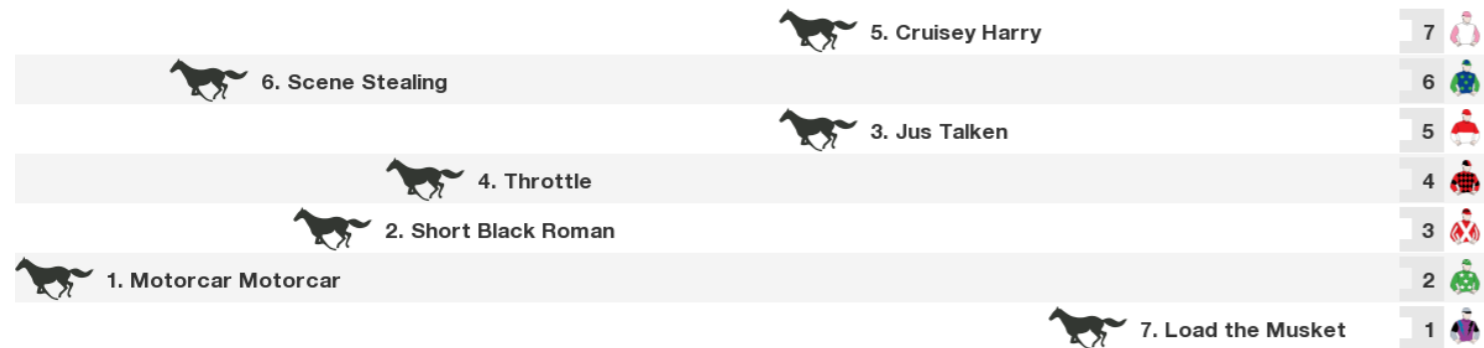 5. Cruisey Harry 7
6. Scene Stealing 6
3. Jus Talken 5
4. Throttle 4
2. Short Black Roman 3
1. Motorcar Motorcar 2
7. Load the Musket 1